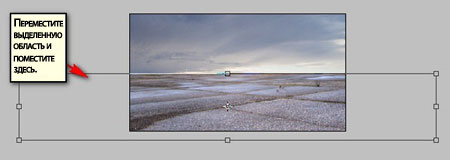 Переместите
выделенную
область и
поместите
здесь.